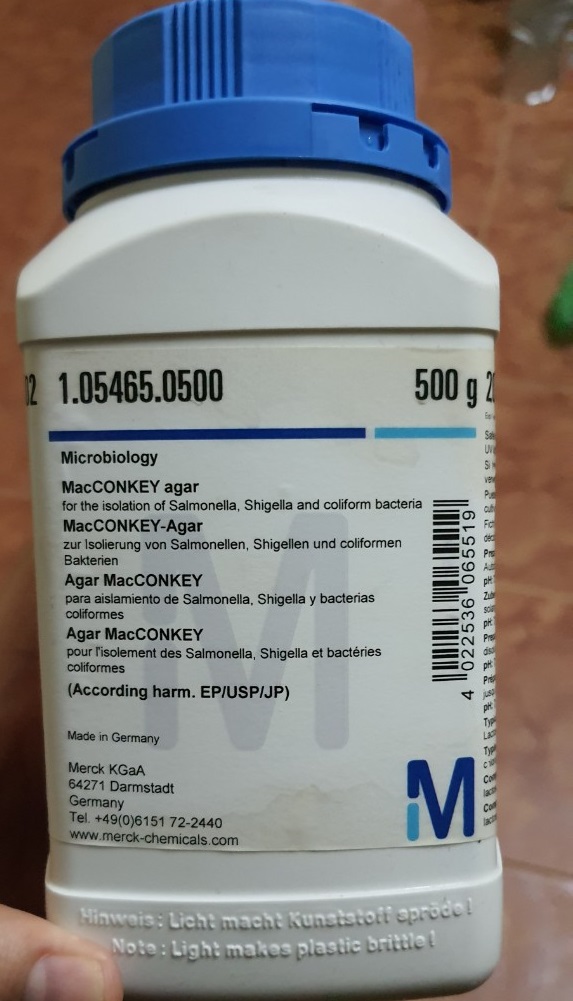 02 1.05465.0500 500 g
Microbiology
MacCONKEY agar
for the isolation of Salmonella, Shigella and coliform bacteria
MacCONKEY-Agar
zur Isolierung von Salmonellen, Shigellen und coliformen
Bakterien
Agar MacCONKEY
para aislamiento de Salmonella, Shigella y bacterias
coliformes
Agar MacCONKEY
pour l'isolement des Salmonella, Shigella et bactéries
coliformes
(According harm. EP/USP/JP)
4 022536 065519
Made in Germany
Merck KGaA
64271 Darmstadt
Germany
Tel. +49(0)6151 72-2440
www.merck-chemicals.com
M
Hinweis: Licht macht Kunststoff spröde!
Note: Light makes plastic brittle!